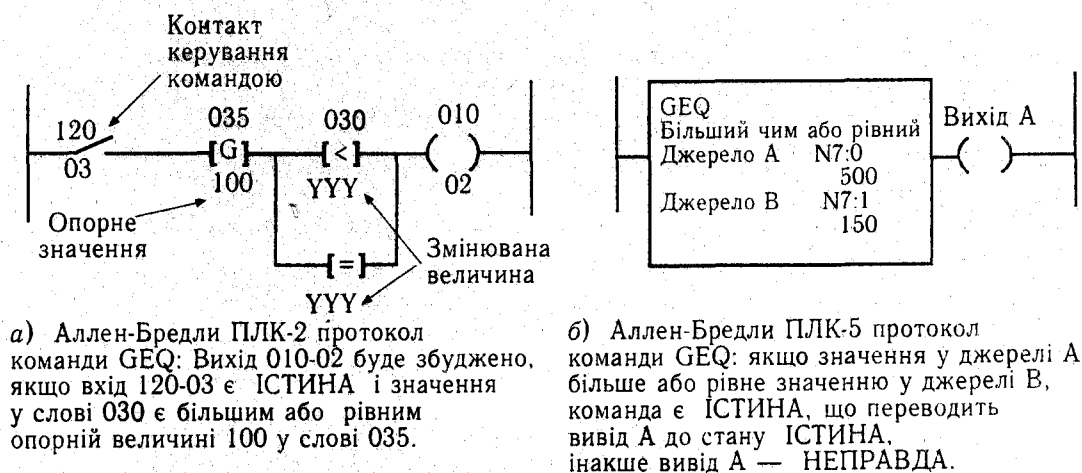 Контакт
керування
командою
120
03
035
[G]
100
030
[<]
YYY
010
02
Опорне
значення
[=]
YYY
Змінювана
величина
а) Аллен-Бредли ПЛК-2 протокол
команди GEQ: Вихід 010-02 буде збуджено,
якщо вхід 120-03 є ІСТИНА і значення
у слові 030 є більшим або рівним
опорній величині 100 у слові 035.
GEQ
Більший чим або рівний
Джерело А N7:0
500
Джерело В N7:1
150
Вихід А
б) Аллен-Бредли ПЛК-5 протокол
команди GEQ: якщо значення у джерелі А
більше або рівне значенню у джерелі В,
команда є ІСТИНА, що переводить
вивід А до стану ІСТИНА,
інакше вивід А — НЕПРАВДА.